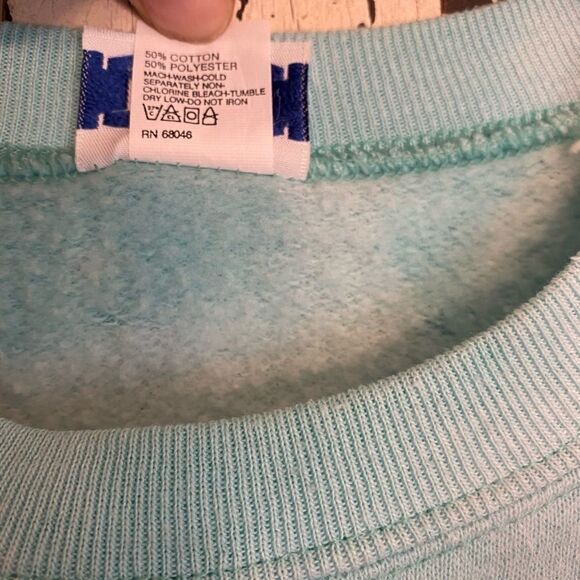 50% COTTON
50% POLYESTER
MACH-WASH-COLD
SEPARATELY NON-
CHLORINE BLEACH-TUMBLE
DRY LOW-DO NOT IRON
RN 68046